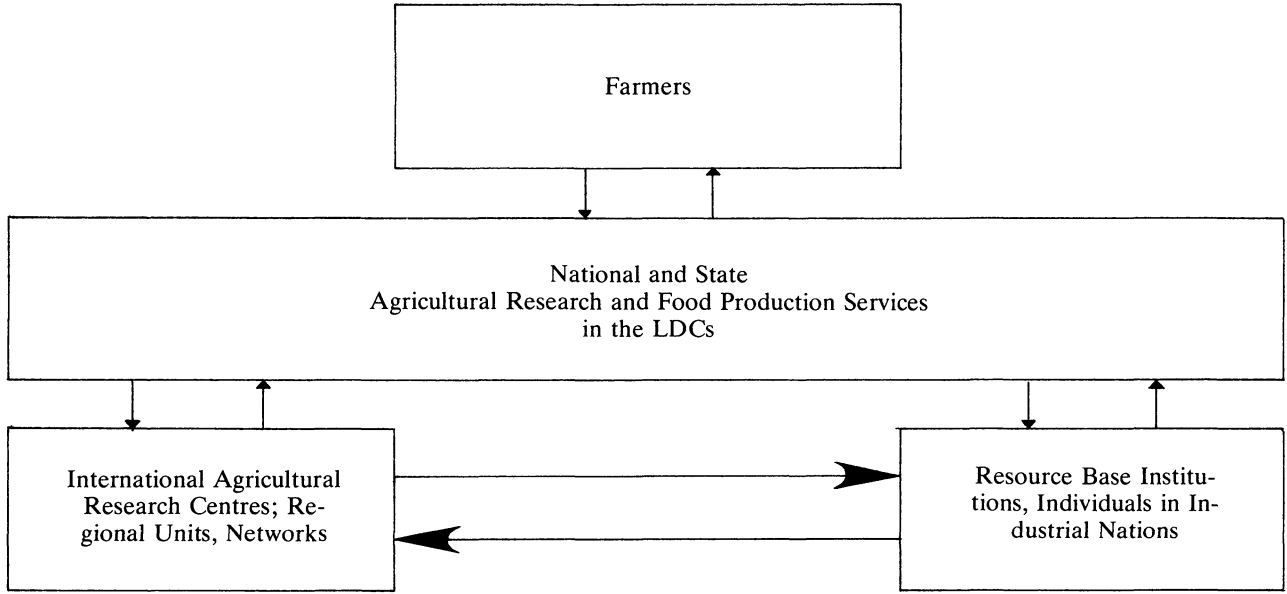 Farmers
National and State
Agricultural Research and Food Production Services
in the LDCs
International Agricultural
Research Centres; Re-
gional Units, Networks
Resource Base Institu-
tions, Individuals in In-
dustrial Nations